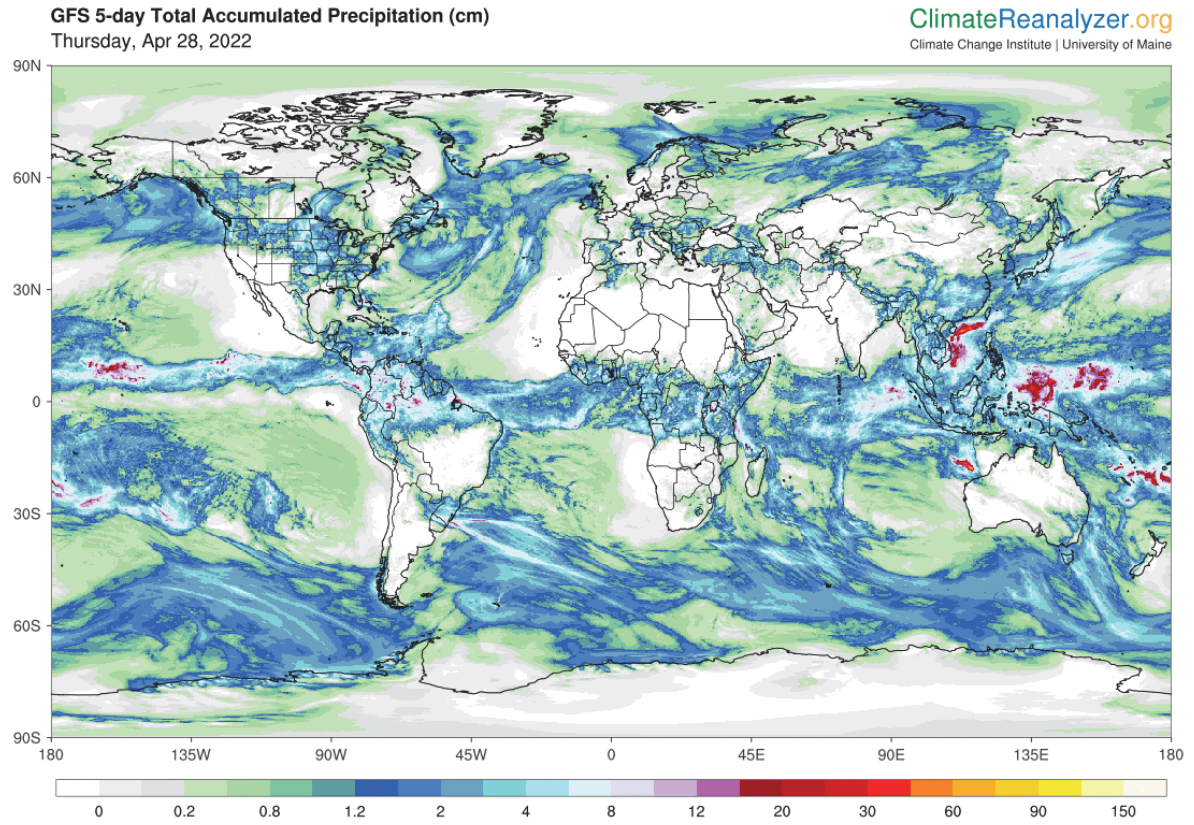 GFS 5-day Total Accumulated Precipitation (cm)
Thursday, Apr 28, 2022
ClimateReanalyzer.org
Climate Change Institute | University of Maine
90N
60N
30N
0
30S
60S
90S
180 135W 90W 45W 0 45E 90E 135E 180
0 0.2 0.8 1.2 2 4 8 12 20 30 60 90 150